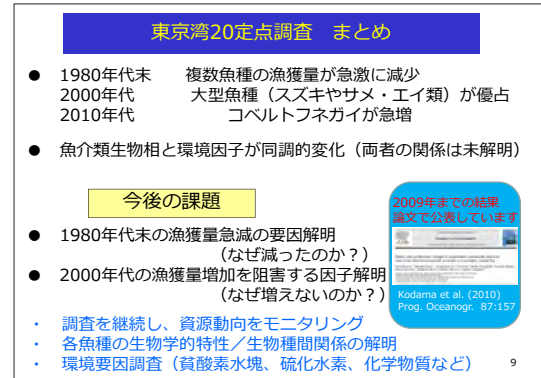 東京湾20定点調査　まとめ
● 1980年代末　複数魚種の漁獲量が急激に減少
2000年代　大型魚種（スズキやサメ・エイ類）が優占
2010年代　コベルトフネガイが急増
● 魚介類生物相と環境因子が同調的変化（両者の関係は未解明）
今後の課題
● 1980年代末の漁獲量急減の要因解明
（なぜ減ったのか？）
● 2000年代の漁獲量増加を阻害する因子解明
（なぜ増えないのか？）
2009年までの結果
論文で公表しています
Kodama et al. (2010)
Prog. Oceanogr. 87:157
・ 調査を継続し、資源動向をモニタリング
・ 各魚種の生物学的特性／生物種間関係の解明
・ 環境要因調査（貧酸素水塊、硫化水素、化学物質など）
9